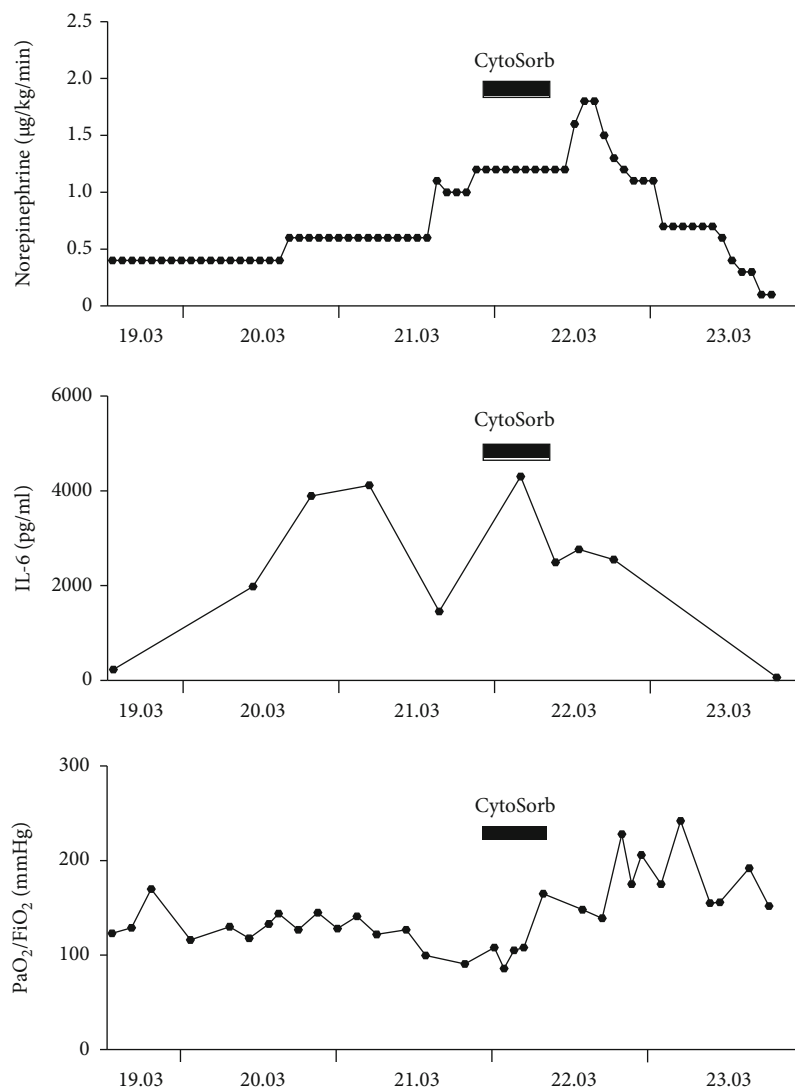 Norepinephrine (µg/kg/min)
2.5
2.0
1.5
1.0
0.5
0
CytoSorb
19.03 20.03 21.03 22.03 23.03
IL-6 (pg/ml)
6000
4000
2000
0
CytoSorb
19.03 20.03 21.03 22.03 23.03
PaO₂/FiO₂ (mmHg)
300
200
100
0
CytoSorb
19.03 20.03 21.03 22.03 23.03